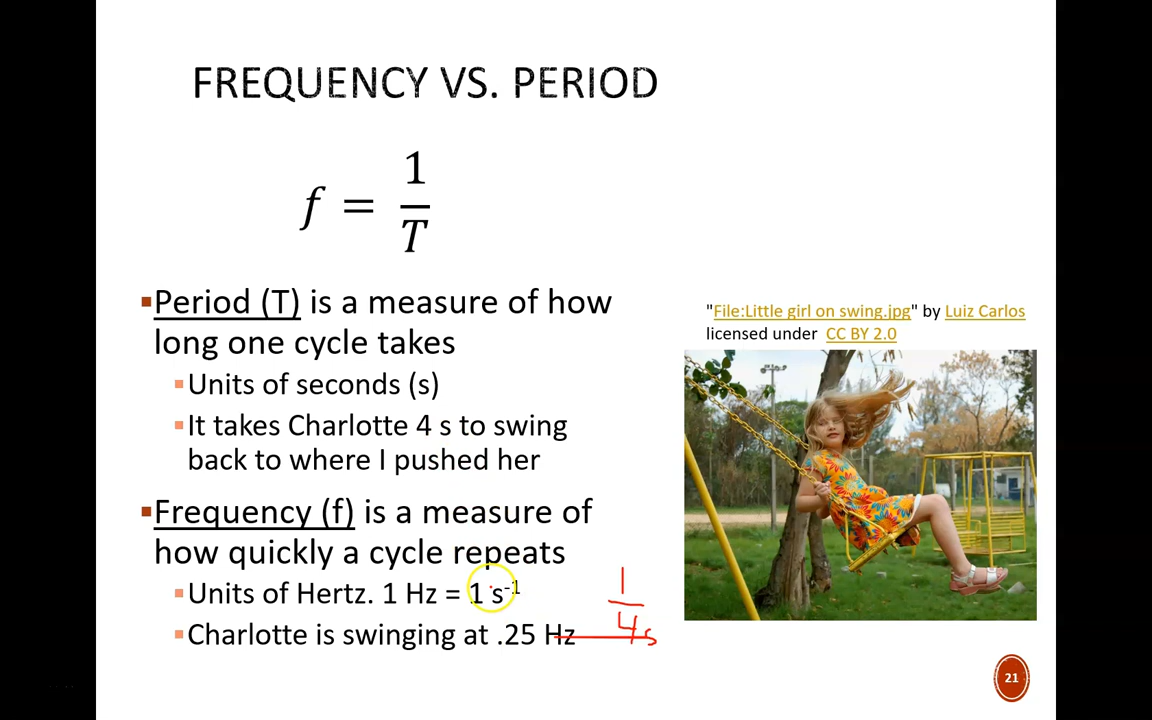 FREQUENCY VS. PERIOD
f = 1/T
▪Period (T) is a measure of how
long one cycle takes
▪Units of seconds (s)
▪It takes Charlotte 4 s to swing
back to where I pushed her
▪Frequency (f) is a measure of
how quickly a cycle repeats
▪Units of Hertz. 1 Hz = 1 s⁻¹
▪Charlotte is swinging at .25 Hz
1/4s
"File:Little girl on swing.jpg" by Luiz Carlos
licensed under CC BY 2.0
21